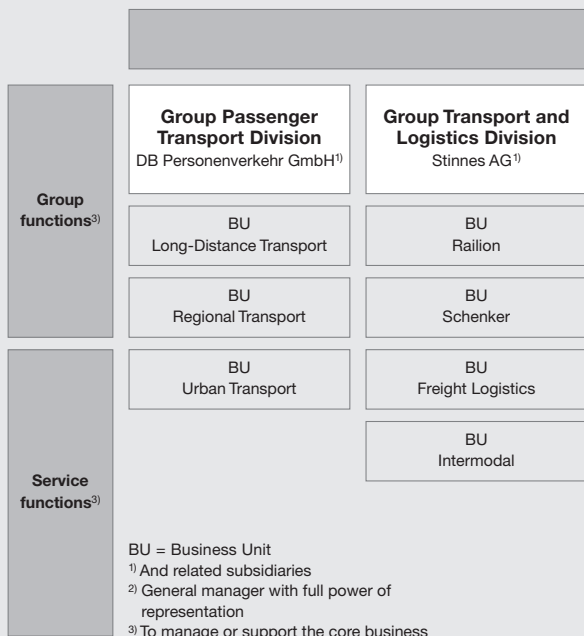 Group Passenger
Transport Division
DB Personenverkehr GmbH1)
Group Transport and
Logistics Division
Stinnes AG1)
Group
functions3)
BU
Long-Distance Transport
BU
Railion
BU
Regional Transport
BU
Schenker
BU
Urban Transport
BU
Freight Logistics
BU
Intermodal
Service
functions3)
BU = Business Unit
1) And related subsidiaries
2) General manager with full power of
representation
3) To manage or support the core business